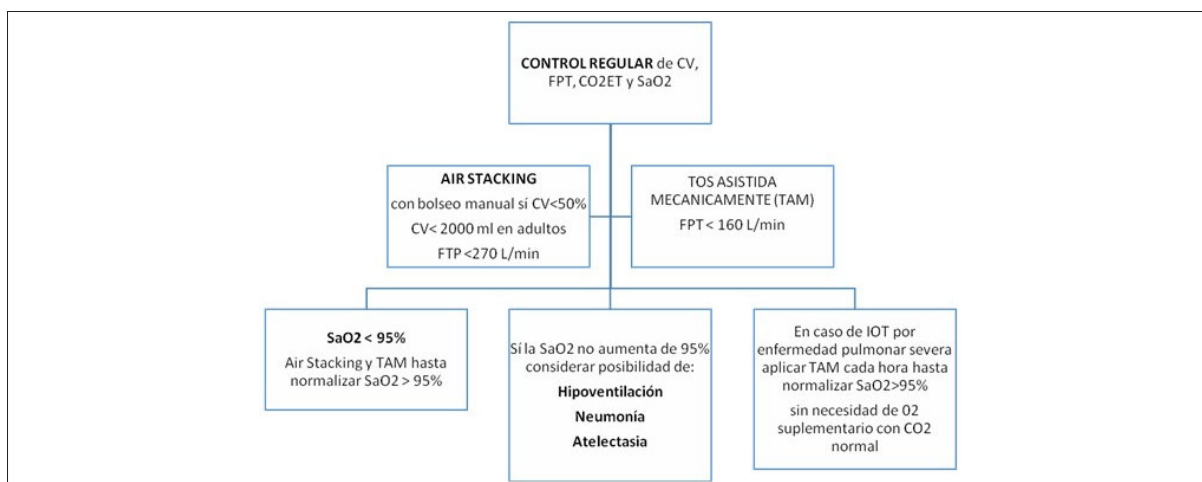 CONTROL REGULAR de CV,
FPT, CO2ET y SaO2
AIR STACKING
con bolseo manual sí CV<50%
CV< 2000 ml en adultos
FTP <270 L/min
TOS ASISTIDA
MECANICAMENTE (TAM)
FPT < 160 L/min
SaO2 < 95%
Air Stacking y TAM hasta
normalizar SaO2 > 95%
Sí la SaO2 no aumenta de 95%
considerar posibilidad de:
Hipoventilación
Neumonía
Atelectasia
En caso de IOT por
enfermedad pulmonar severa
aplicar TAM cada hora hasta
normalizar SaO2>95%
sin necesidad de 02
suplementario con CO2
normal